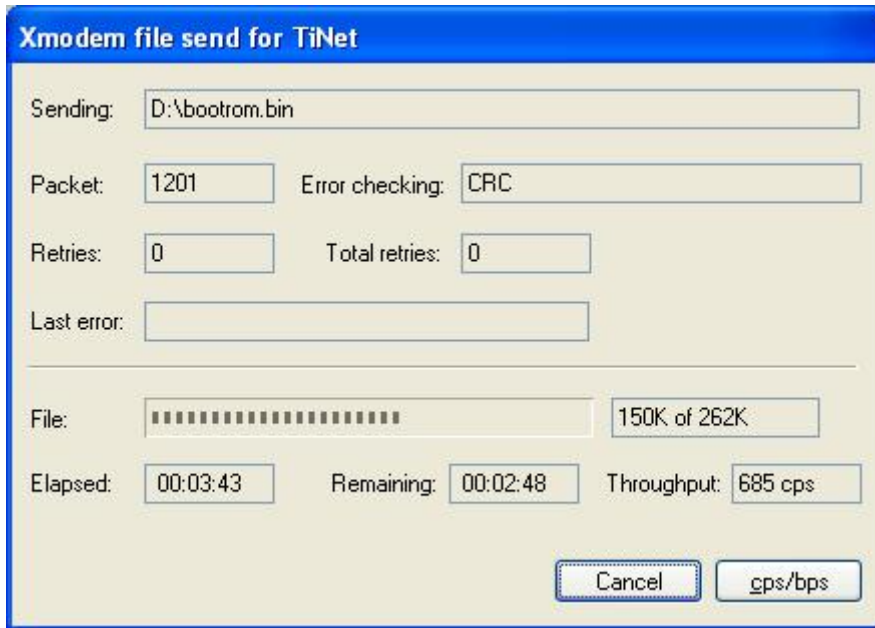 Xmodem file send for TiNet
Sending: D:\bootrom.bin
Packet: 1201 Error checking: CRC
Retries: 0 Total retries: 0
Last error:
File: 150K of 262K
Elapsed: 00:03:43 Remaining: 00:02:48 Throughput: 685 cps
Cancel cps/bps